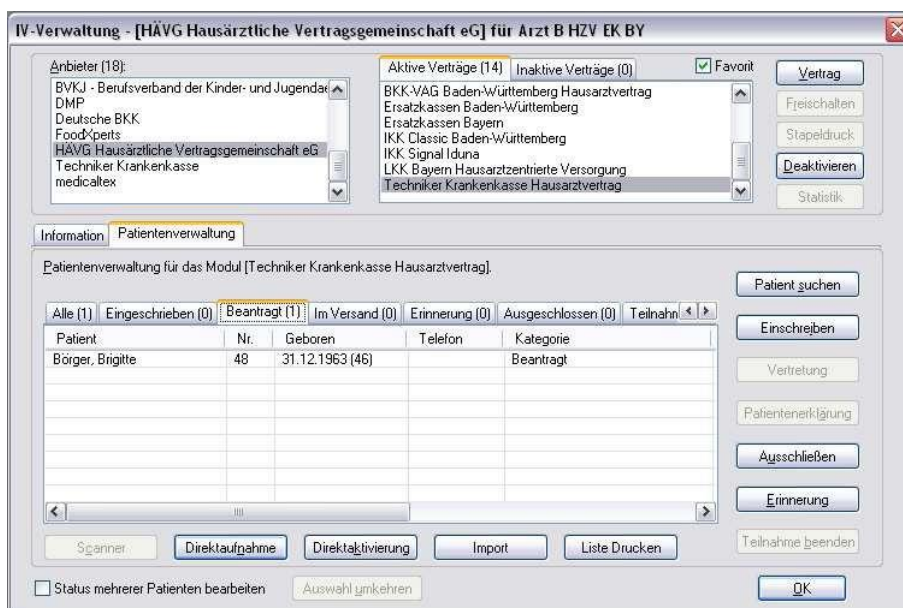 IV-Verwaltung - [HÄVG Hausärztliche Vertragsgemeinschaft eG] für Arzt B HZV EK BY
Anbieter (18):
BVKJ - Berufsverband der Kinder- und Jugendae
DMP
Deutsche BKK
FoodXperts
HÄVG Hausärztliche Vertragsgemeinschaft eG
Techniker Krankenkasse
medicaltex
Aktive Verträge (14) Inaktive Verträge (0)
Favorit
BKK-VAG Baden-Württemberg Hausarztvertrag
Ersatzkassen Baden-Württemberg
Ersatzkassen Bayern
IKK Classic Baden-Württemberg
IKK Signal Iduna
LKK Bayern Hausarztzentrierte Versorgung
Techniker Krankenkasse Hausarztvertrag
Vertrag
Freischalten
Stapeldruck
Deaktivieren
Statistik
Information Patientenverwaltung
Patientenverwaltung für das Modul [Techniker Krankenkasse Hausarztvertrag].
Alle (1) Eingeschrieben (0) Beantragt (1) Im Versand (0) Erinnerung (0) Ausgeschlossen (0) Teilnahn
Patient Nr. Geboren Telefon Kategorie
Börger, Brigitte 48 31.12.1963 (46) Beantragt
Patient suchen
Einschreiben
Vertretung
Patientenerklärung
Ausschließen
Erinnerung
Teilnahme beenden
Scanner Direktaufnahme Direktaktivierung Import Liste Drucken
Status mehrerer Patienten bearbeiten Auswahl umkehren OK